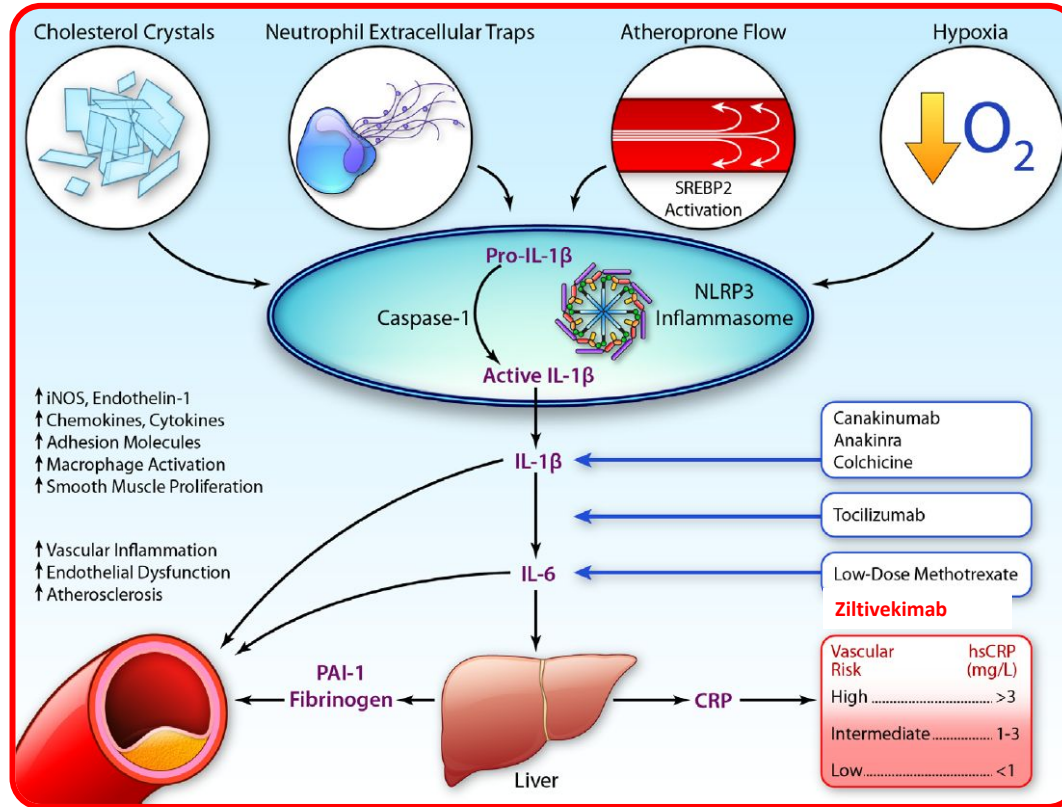 Cholesterol Crystals
Neutrophil Extracellular Traps
Atheroprone Flow
Hypoxia
SREBP2
Activation
O2
Pro-IL-1β
Caspase-1
NLRP3
Inflammasome
Active IL-1β
↑ iNOS, Endothelin-1
↑ Chemokines, Cytokines
↑ Adhesion Molecules
↑ Macrophage Activation
↑ Smooth Muscle Proliferation
IL-1β
Canakinumab
Anakinra
Colchicine
Tocilizumab
↑ Vascular Inflammation
↑ Endothelial Dysfunction
↑ Atherosclerosis
IL-6
Low-Dose Methotrexate
Ziltivekimab
PAI-1
Fibrinogen
Liver
CRP
Vascular Risk hsCRP (mg/L)
High ........................ >3
Intermediate ........... 1-3
Low ........................ <1